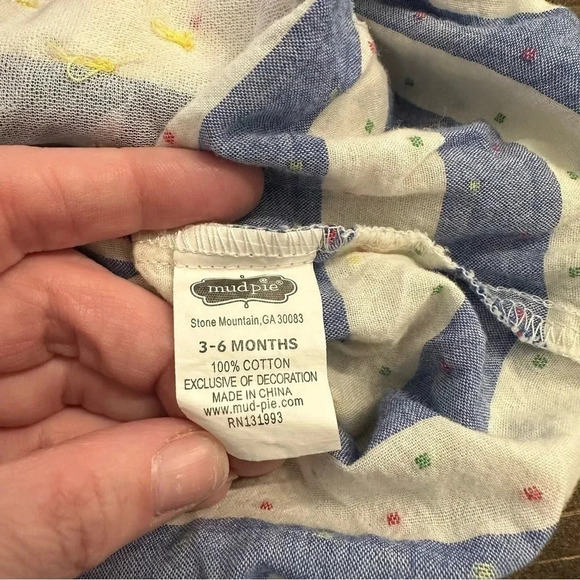 mudpie
Stone Mountain, GA 30083
3-6 MONTHS
100% COTTON
EXCLUSIVE OF DECORATION
MADE IN CHINA
www.mud-pie.com
RN131993